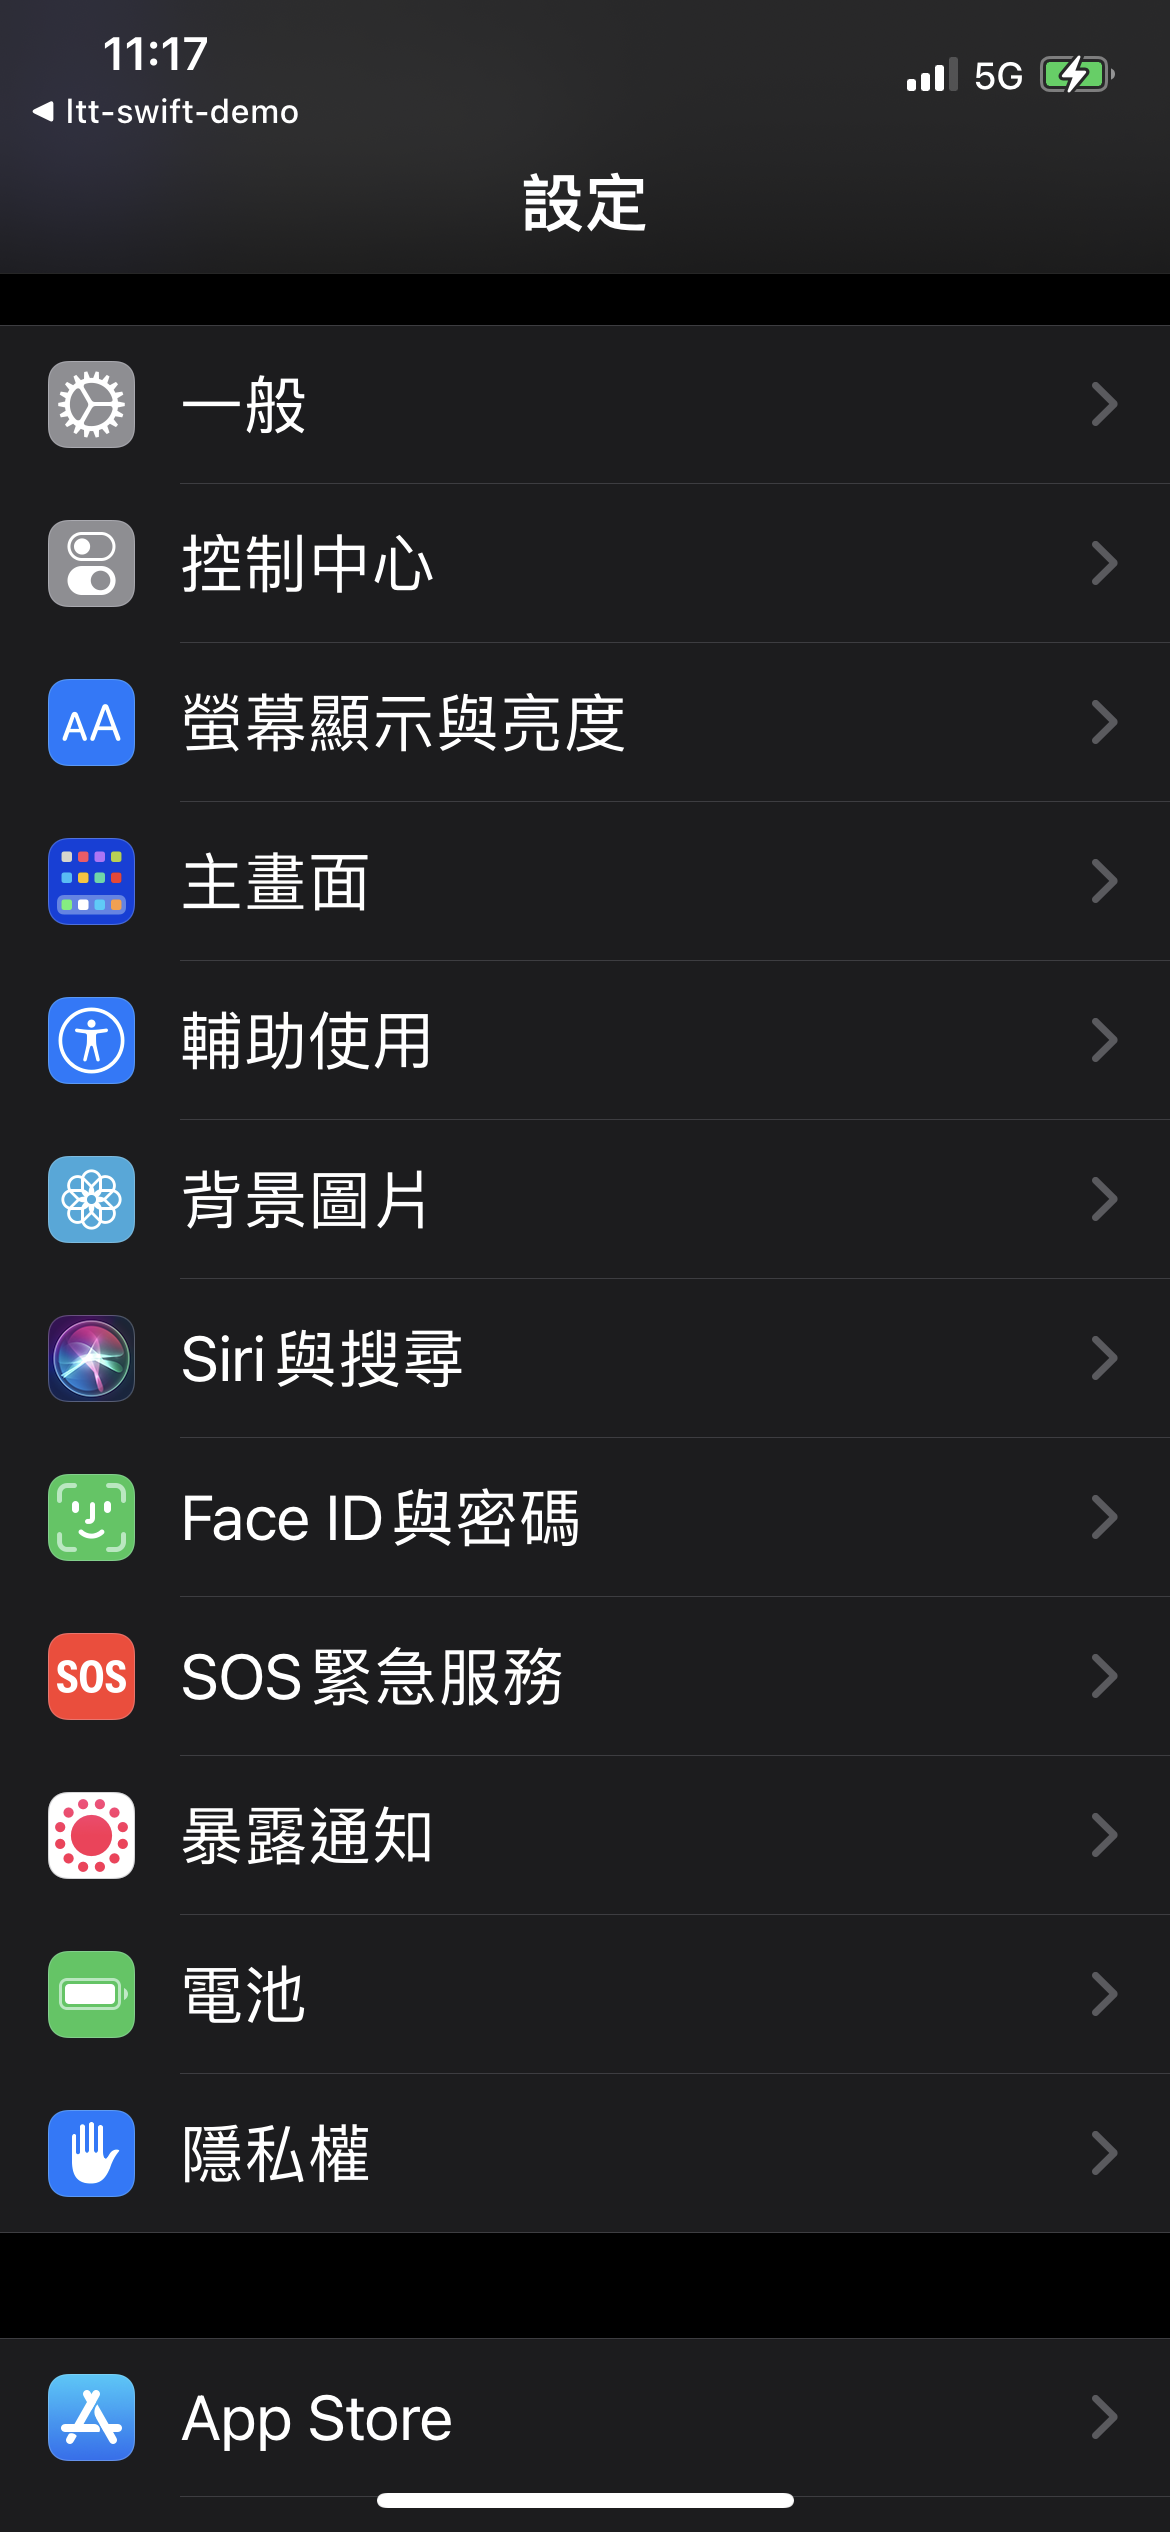 11:17
5G
◀ ltt-swift-demo
設定
一般
控制中心
AA
螢幕顯示與亮度
主畫面
輔助使用
背景圖片
Siri與搜尋
Face ID與密碼
SOS
SOS緊急服務
暴露通知
電池
隱私權
App Store